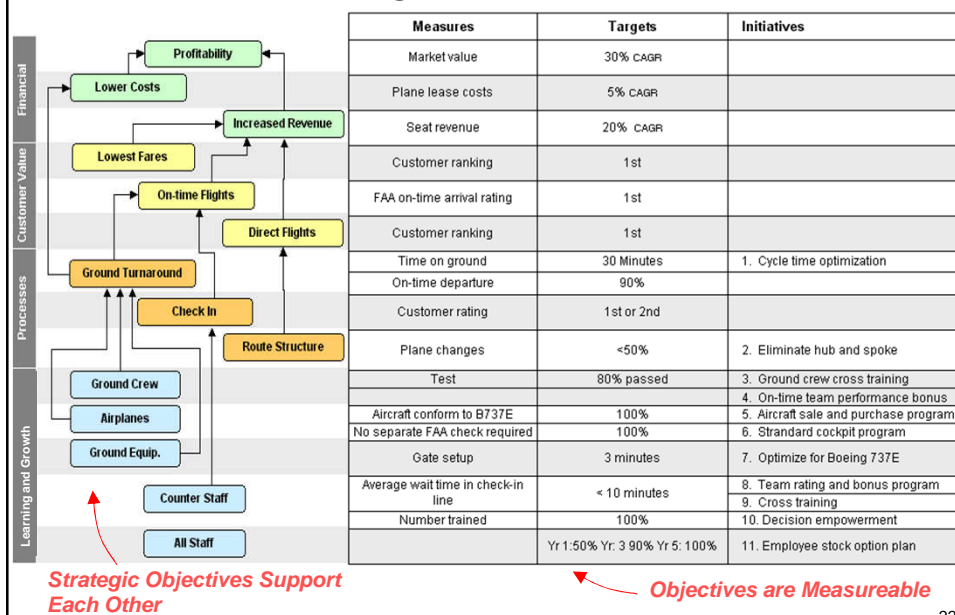 Measures Targets Initiatives
Financial
Profitability Market value 30% CAGR
Lower Costs Plane lease costs 5% CAGR
Increased Revenue Seat revenue 20% CAGR
Customer Value
Lowest Fares Customer ranking 1st
On-time Flights FAA on-time arrival rating 1st
Direct Flights Customer ranking 1st
Processes
Ground Turnaround Time on ground 30 Minutes 1. Cycle time optimization
On-time departure 90%
Check In Customer rating 1st or 2nd
Route Structure Plane changes <50% 2. Eliminate hub and spoke
Learning and Growth
Ground Crew Test 80% passed 3. Ground crew cross training
4. On-time team performance bonus
Airplanes Aircraft conform to B737E 100% 5. Aircraft sale and purchase program
No separate FAA check required 100% 6. Strandard cockpit program
Ground Equip. Gate setup 3 minutes 7. Optimize for Boeing 737E
Counter Staff Average wait time in check-in
line < 10 minutes 8. Team rating and bonus program
9. Cross training
Number trained 100% 10. Decision empowerment
All Staff Yr 1:50% Yr: 3 90% Yr 5: 100% 11. Employee stock option plan
Strategic Objectives Support
Each Other
Objectives are Measureable